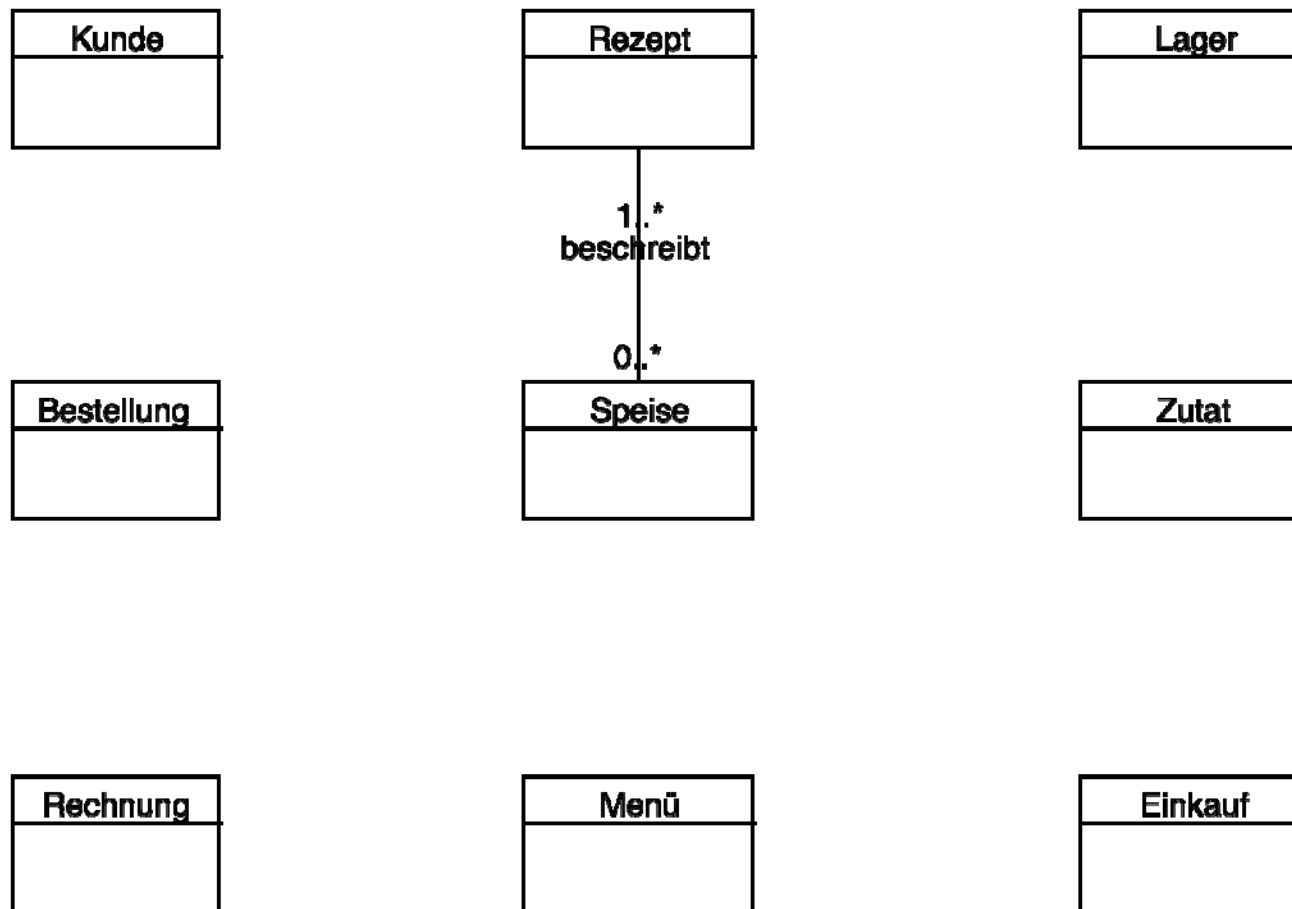 Kunde
Rezept
Lager
1..*
beschreibt
0..*
Bestellung
Speise
Zutat
Rechnung
Menü
Einkauf